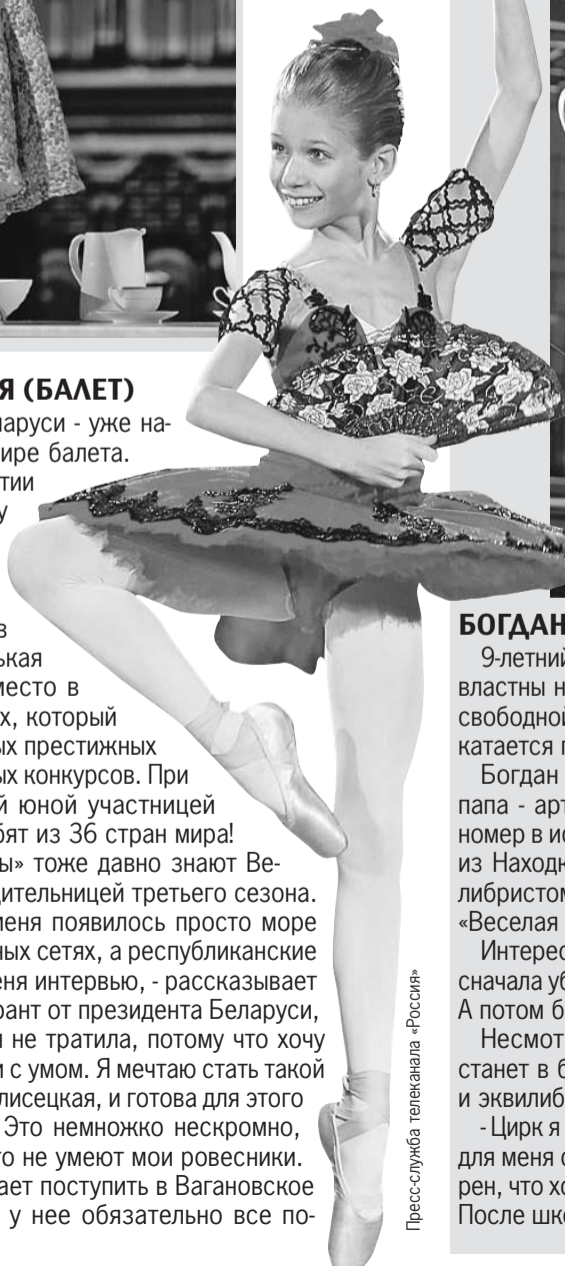 Я (БАЛЕТ)
ларуси - уже на-
ире балета.
тии
у
в
ькая
место в
х, который
ых престижных
ых конкурсов. При
й юной участницей
бят из 36 стран мира!
ы» тоже давно знают Ве-
дительницей третьего сезона.
меня появилось просто море
ных сетях, а республиканские
еня интервью, - рассказывает
рант от президента Беларуси,
я не тратила, потому что хочу
и с умом. Я мечтаю стать такой
лисецкая, и готова для этого
Это немножко нескромно,
то не умеют мои ровесники.
ает поступить в Вагановское
у нее обязательно все по-
Пресс-служба телеканала «Россия»
БОГДАН
9-летний
властны н
свободной
катается п
Богдан
папа - арт
номер в ис
из Находк
либристом
«Веселая
Интерес
сначала уб
А потом б
Несмот
станет в б
и эквилиб
- Цирк я
для меня с
рен, что хо
После шко